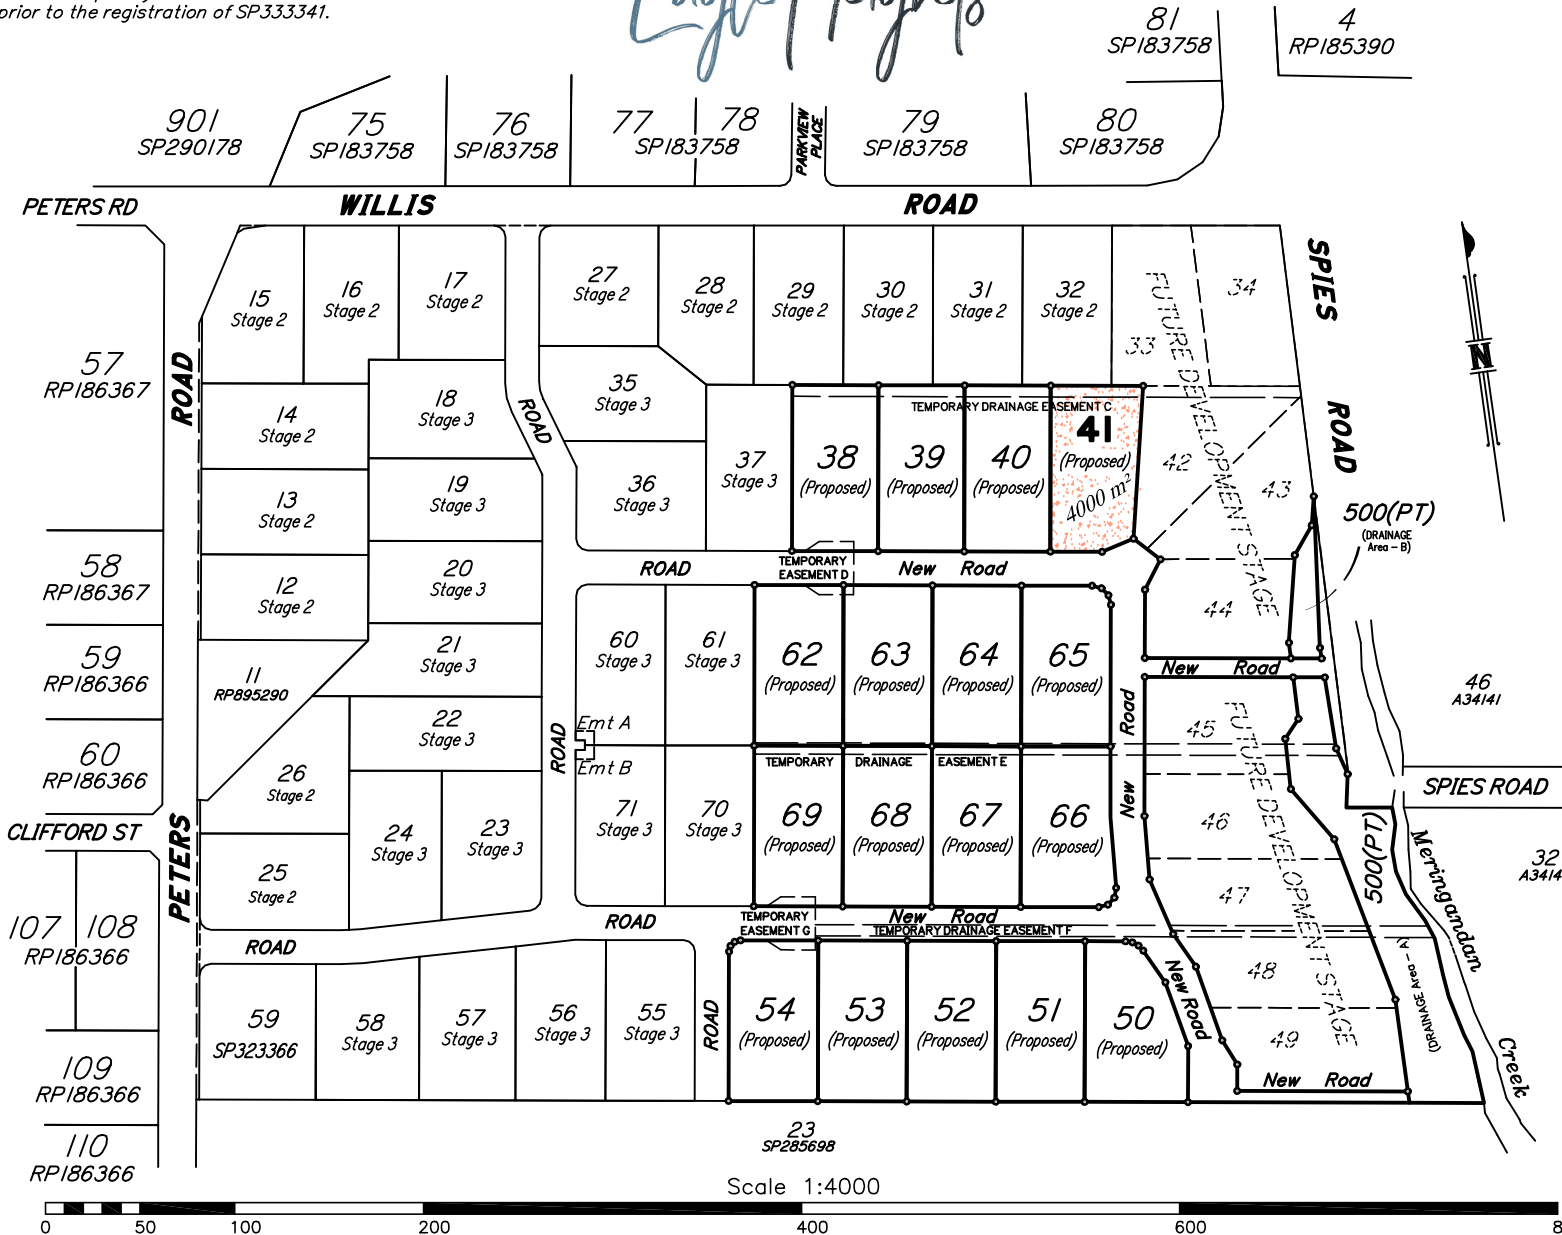 prior to the registration of SP333341.
81
SP183758
4
RP185390
901
SP290178
75
SP183758
76
SP183758
77
78
SP183758
PARKVIEW
PLACE
79
SP183758
80
SP183758
PETERS RD
WILLIS
ROAD
SPIES
ROAD
N
57
RP186367
ROAD
15
Stage 2
16
Stage 2
17
Stage 2
27
Stage 2
28
Stage 2
29
Stage 2
30
Stage 2
31
Stage 2
32
Stage 2
33
34
FUTURE DEVELOPMENT STAGE
14
Stage 2
18
Stage 3
ROAD
35
Stage 3
TEMPORARY DRAINAGE EASEMENT C
41
(Proposed)
4000 m²
13
Stage 2
19
Stage 3
36
Stage 3
37
Stage 3
38
(Proposed)
39
(Proposed)
40
(Proposed)
42
43
500(PT)
(DRAINAGE
Area – B)
58
RP186367
12
Stage 2
20
Stage 3
ROAD
TEMPORARY
EASEMENT D
New Road
44
59
RP186366
11
RP895290
21
Stage 3
60
Stage 3
61
Stage 3
62
(Proposed)
63
(Proposed)
64
(Proposed)
65
(Proposed)
New Road
New Road
46
A34141
60
RP186366
22
Stage 3
ROAD
Emt A
Emt B
45
FUTURE DEVELOPMENT STAGE
26
Stage 2
TEMPORARY DRAINAGE EASEMENT E
SPIES ROAD
CLIFFORD ST
PETERS
24
Stage 3
23
Stage 3
71
Stage 3
70
Stage 3
69
(Proposed)
68
(Proposed)
67
(Proposed)
66
(Proposed)
46
500(PT)
Meringandan
Creek
32
A3414
25
Stage 2
47
107
108
RP186366
ROAD
ROAD
TEMPORARY
EASEMENT G
New Road
TEMPORARY DRAINAGE EASEMENT F
48
(DRAINAGE Area – A)
59
SP323366
58
Stage 3
57
Stage 3
56
Stage 3
55
Stage 3
ROAD
54
(Proposed)
53
(Proposed)
52
(Proposed)
51
(Proposed)
50
(Proposed)
New Road
49
New Road
109
RP186366
110
RP186366
23
SP285698
Scale 1:4000
0 50 100 200 400 600 8